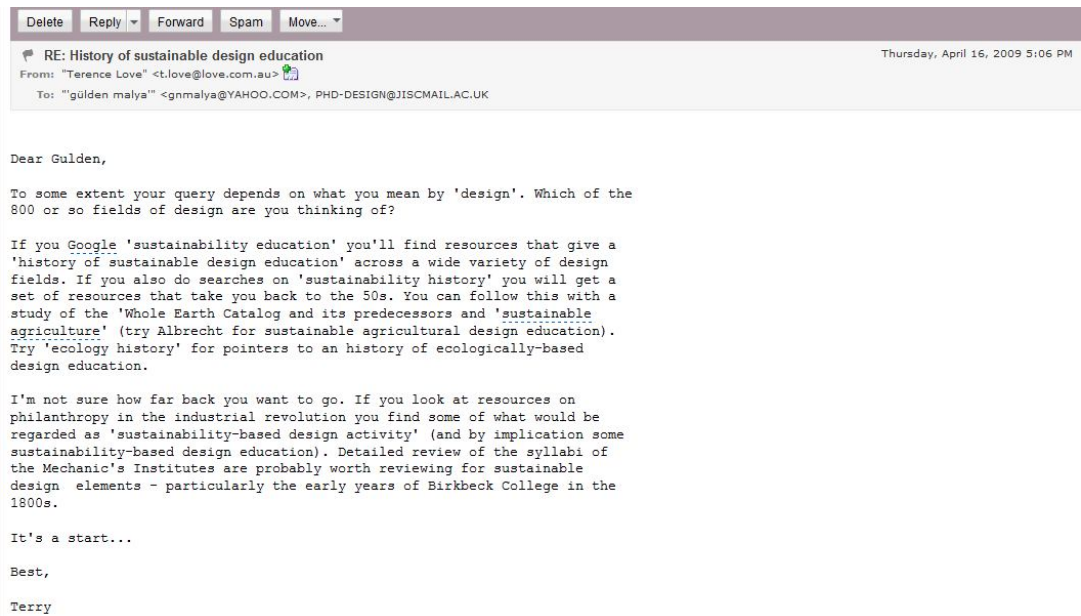 Delete Reply Forward Spam Move...
RE: History of sustainable design education Thursday, April 16, 2009 5:06 PM
From: "Terence Love" <t.love@love.com.au>
To: "'gülden malya'" <gnmalya@YAHOO.COM>, PHD-DESIGN@JISCMAIL.AC.UK
Dear Gulden,
To some extent your query depends on what you mean by 'design'. Which of the
800 or so fields of design are you thinking of?
If you Google 'sustainability education' you'll find resources that give a
'history of sustainable design education' across a wide variety of design
fields. If you also do searches on 'sustainability history' you will get a
set of resources that take you back to the 50s. You can follow this with a
study of the 'Whole Earth Catalog and its predecessors and 'sustainable
agriculture' (try Albrecht for sustainable agricultural design education).
Try 'ecology history' for pointers to an history of ecologically-based
design education.
I'm not sure how far back you want to go. If you look at resources on
philanthropy in the industrial revolution you find some of what would be
regarded as 'sustainability-based design activity' (and by implication some
sustainability-based design education). Detailed review of the syllabi of
the Mechanic's Institutes are probably worth reviewing for sustainable
design  elements - particularly the early years of Birkbeck College in the
1800s.
It's a start...
Best,
Terry